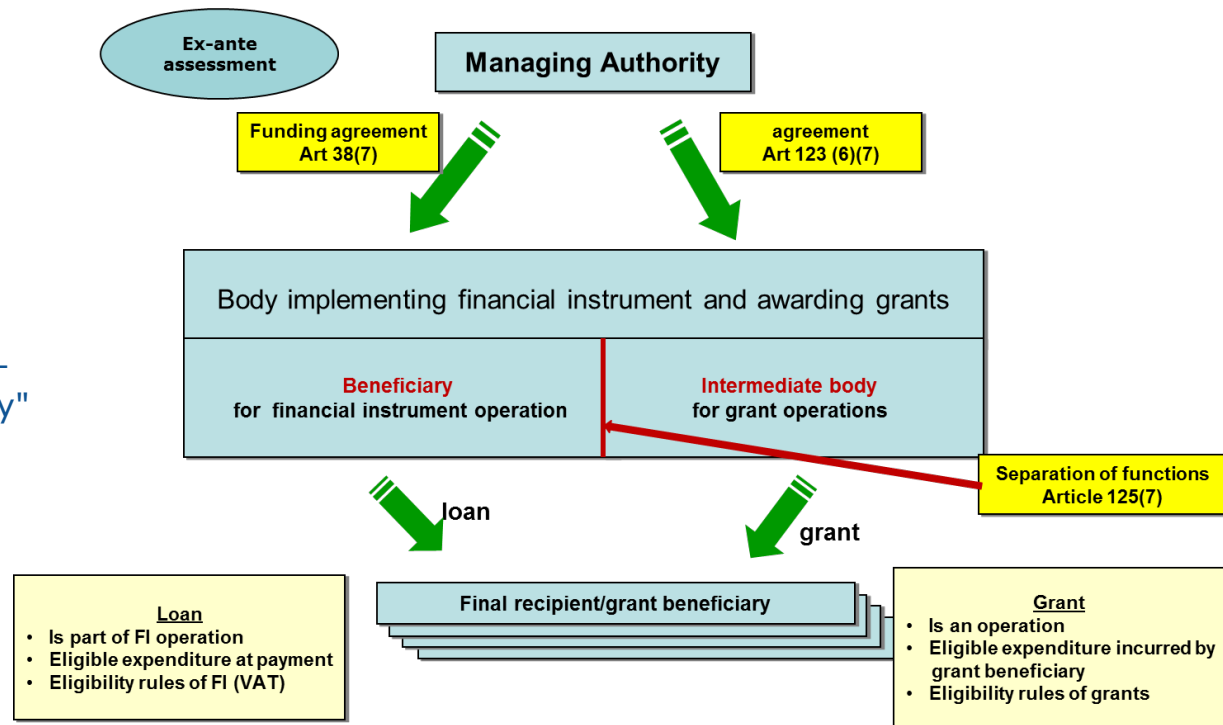 Ex-ante
assessment
Managing Authority
Funding agreement
Art 38(7)
agreement
Art 123 (6)(7)
Body implementing financial instrument and awarding grants
y"
Beneficiary
for financial instrument operation
Intermediate body
for grant operations
Separation of functions
Article 125(7)
loan
grant
Final recipient/grant beneficiary
Loan
• Is part of FI operation
• Eligible expenditure at payment
• Eligibility rules of FI (VAT)
Grant
• Is an operation
• Eligible expenditure incurred by
grant beneficiary
• Eligibility rules of grants